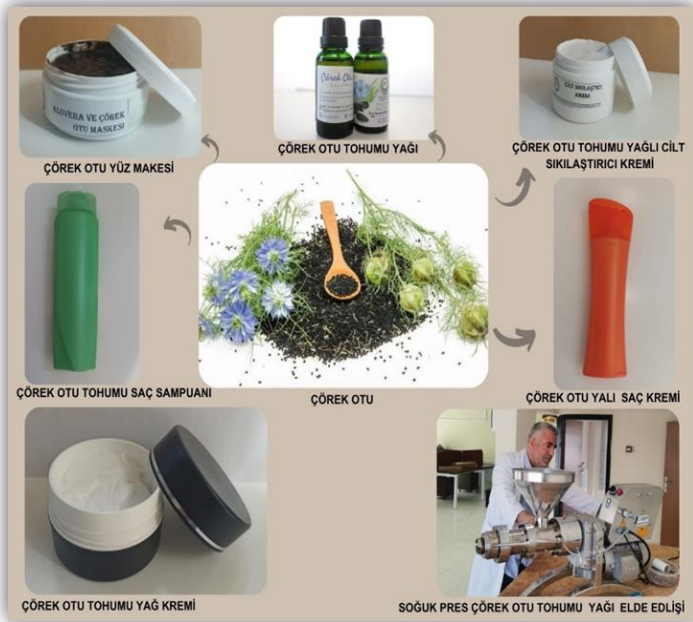 ALOVERA VE ÇÖREK
OTU MASKESI
Çörek Otu
CİLT SIKILAŞTIRICI
KREM
ÇÖREK OTU YÜZ MAKESİ
ÇÖREK OTU TOHUMU YAĞI
ÇÖREK OTU TOHUMU YAĞLI CİLT
SIKILAŞTIRICI KREMİ
ÇÖREK OTU TOHUMU SAÇ SAMPUANI
ÇÖREK OTU
ÇÖREK OTU YALI SAÇ KREMİ
ÇÖREK OTU TOHUMU YAĞ KREMİ
SOĞUK PRES ÇÖREK OTU TOHUMU YAĞI ELDE EDLİŞİ